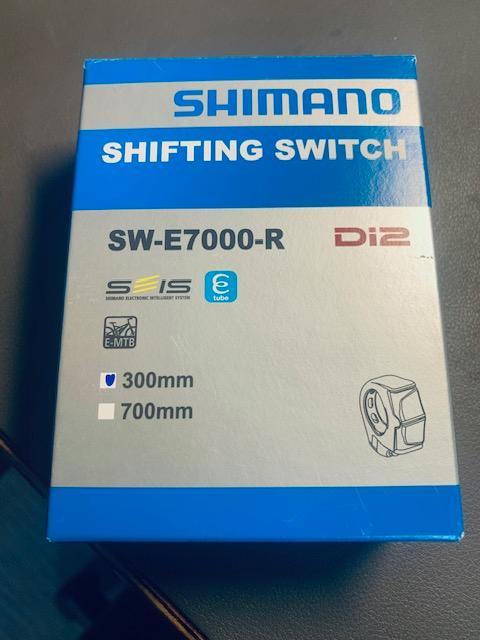 SHIMANO
SHIFTING SWITCH
SW-E7000-R
Di2
SEIS
SHIMANO ELECTRONIC INTELLIGENT SYSTEM
E tube
E-MTB
300mm
700mm